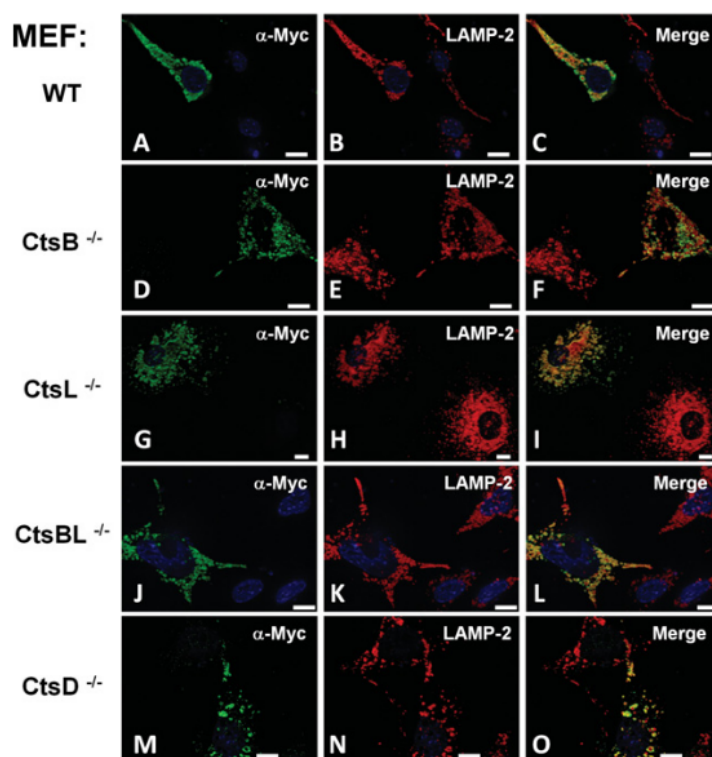 MEF:
WT
α-Myc LAMP-2 Merge
A B C
CtsB -/-
α-Myc LAMP-2 Merge
D E F
CtsL -/-
α-Myc LAMP-2 Merge
G H I
CtsBL -/-
α-Myc LAMP-2 Merge
J K L
CtsD -/-
α-Myc LAMP-2 Merge
M N O